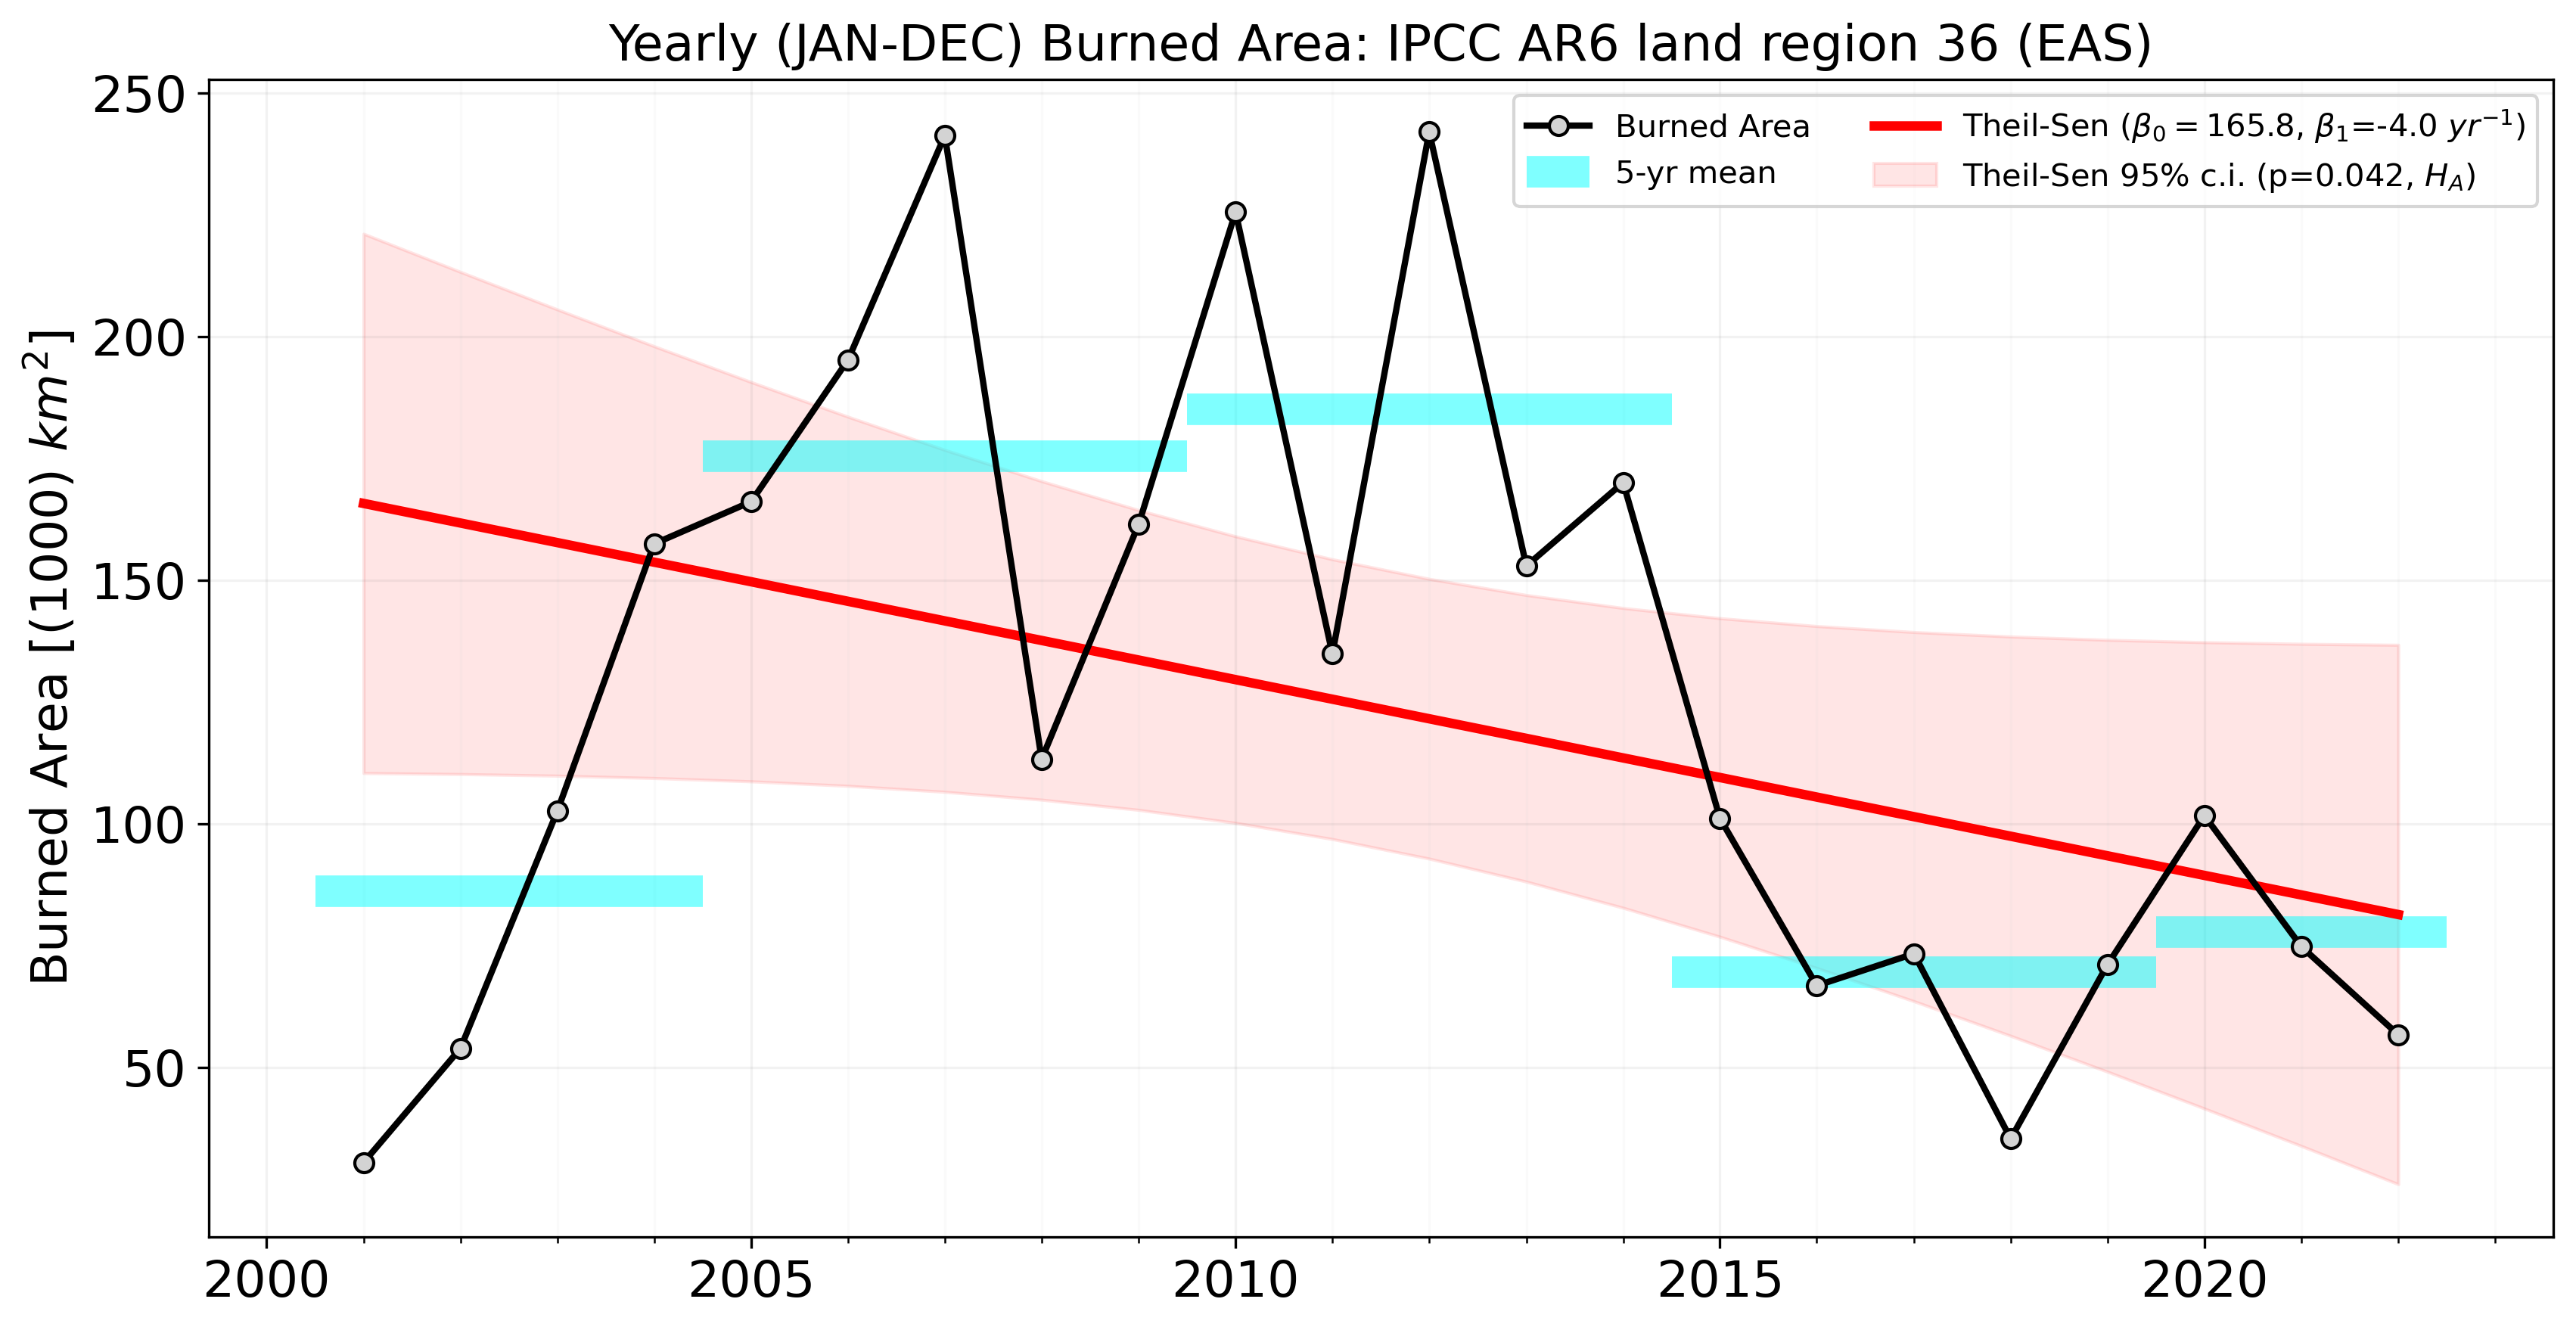 Yearly (JAN-DEC) Burned Area: IPCC AR6 land region 36 (EAS)
Burned Area [(1000) km²]
250
200
150
100
50
Burned Area
5-yr mean
Theil-Sen (β₀ = 165.8, β₁=-4.0 yr⁻¹)
Theil-Sen 95% c.i. (p=0.042, H_A)
2000 2005 2010 2015 2020